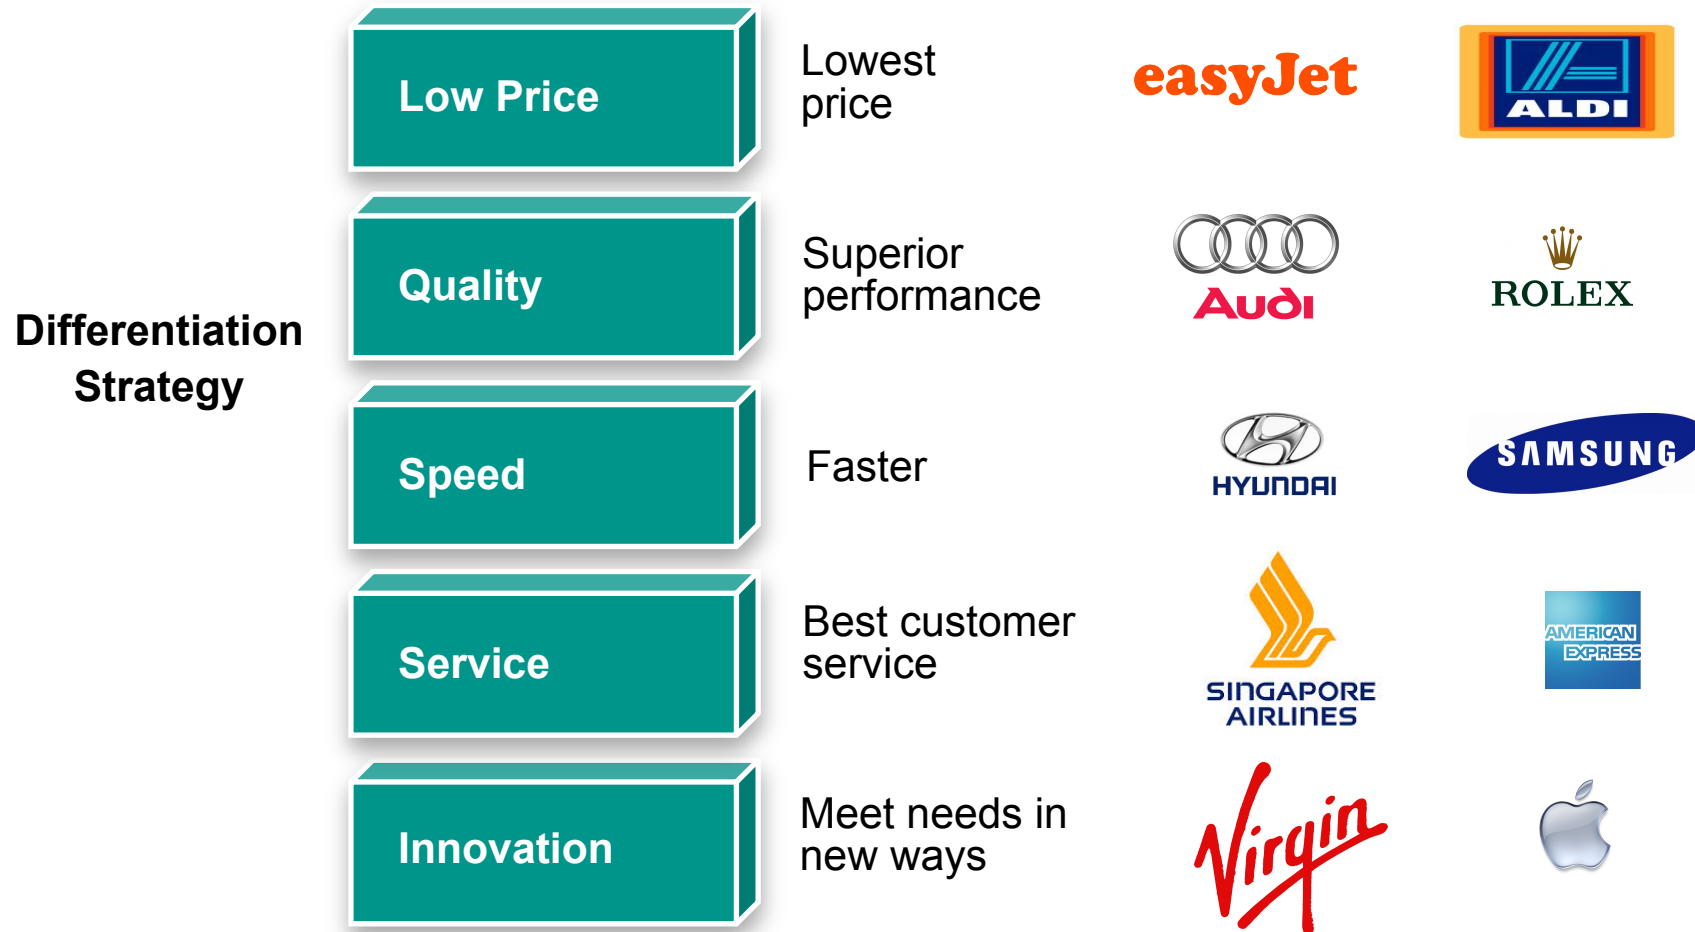 Differentiation
Strategy
Low Price
Lowest
price
easyJet
ALDI
Quality
Superior
performance
Audi
ROLEX
Speed
Faster
HYUNDAI
SAMSUNG
Service
Best customer
service
SINGAPORE
AIRLINES
AMERICAN
EXPRESS
Innovation
Meet needs in
new ways
Virgin